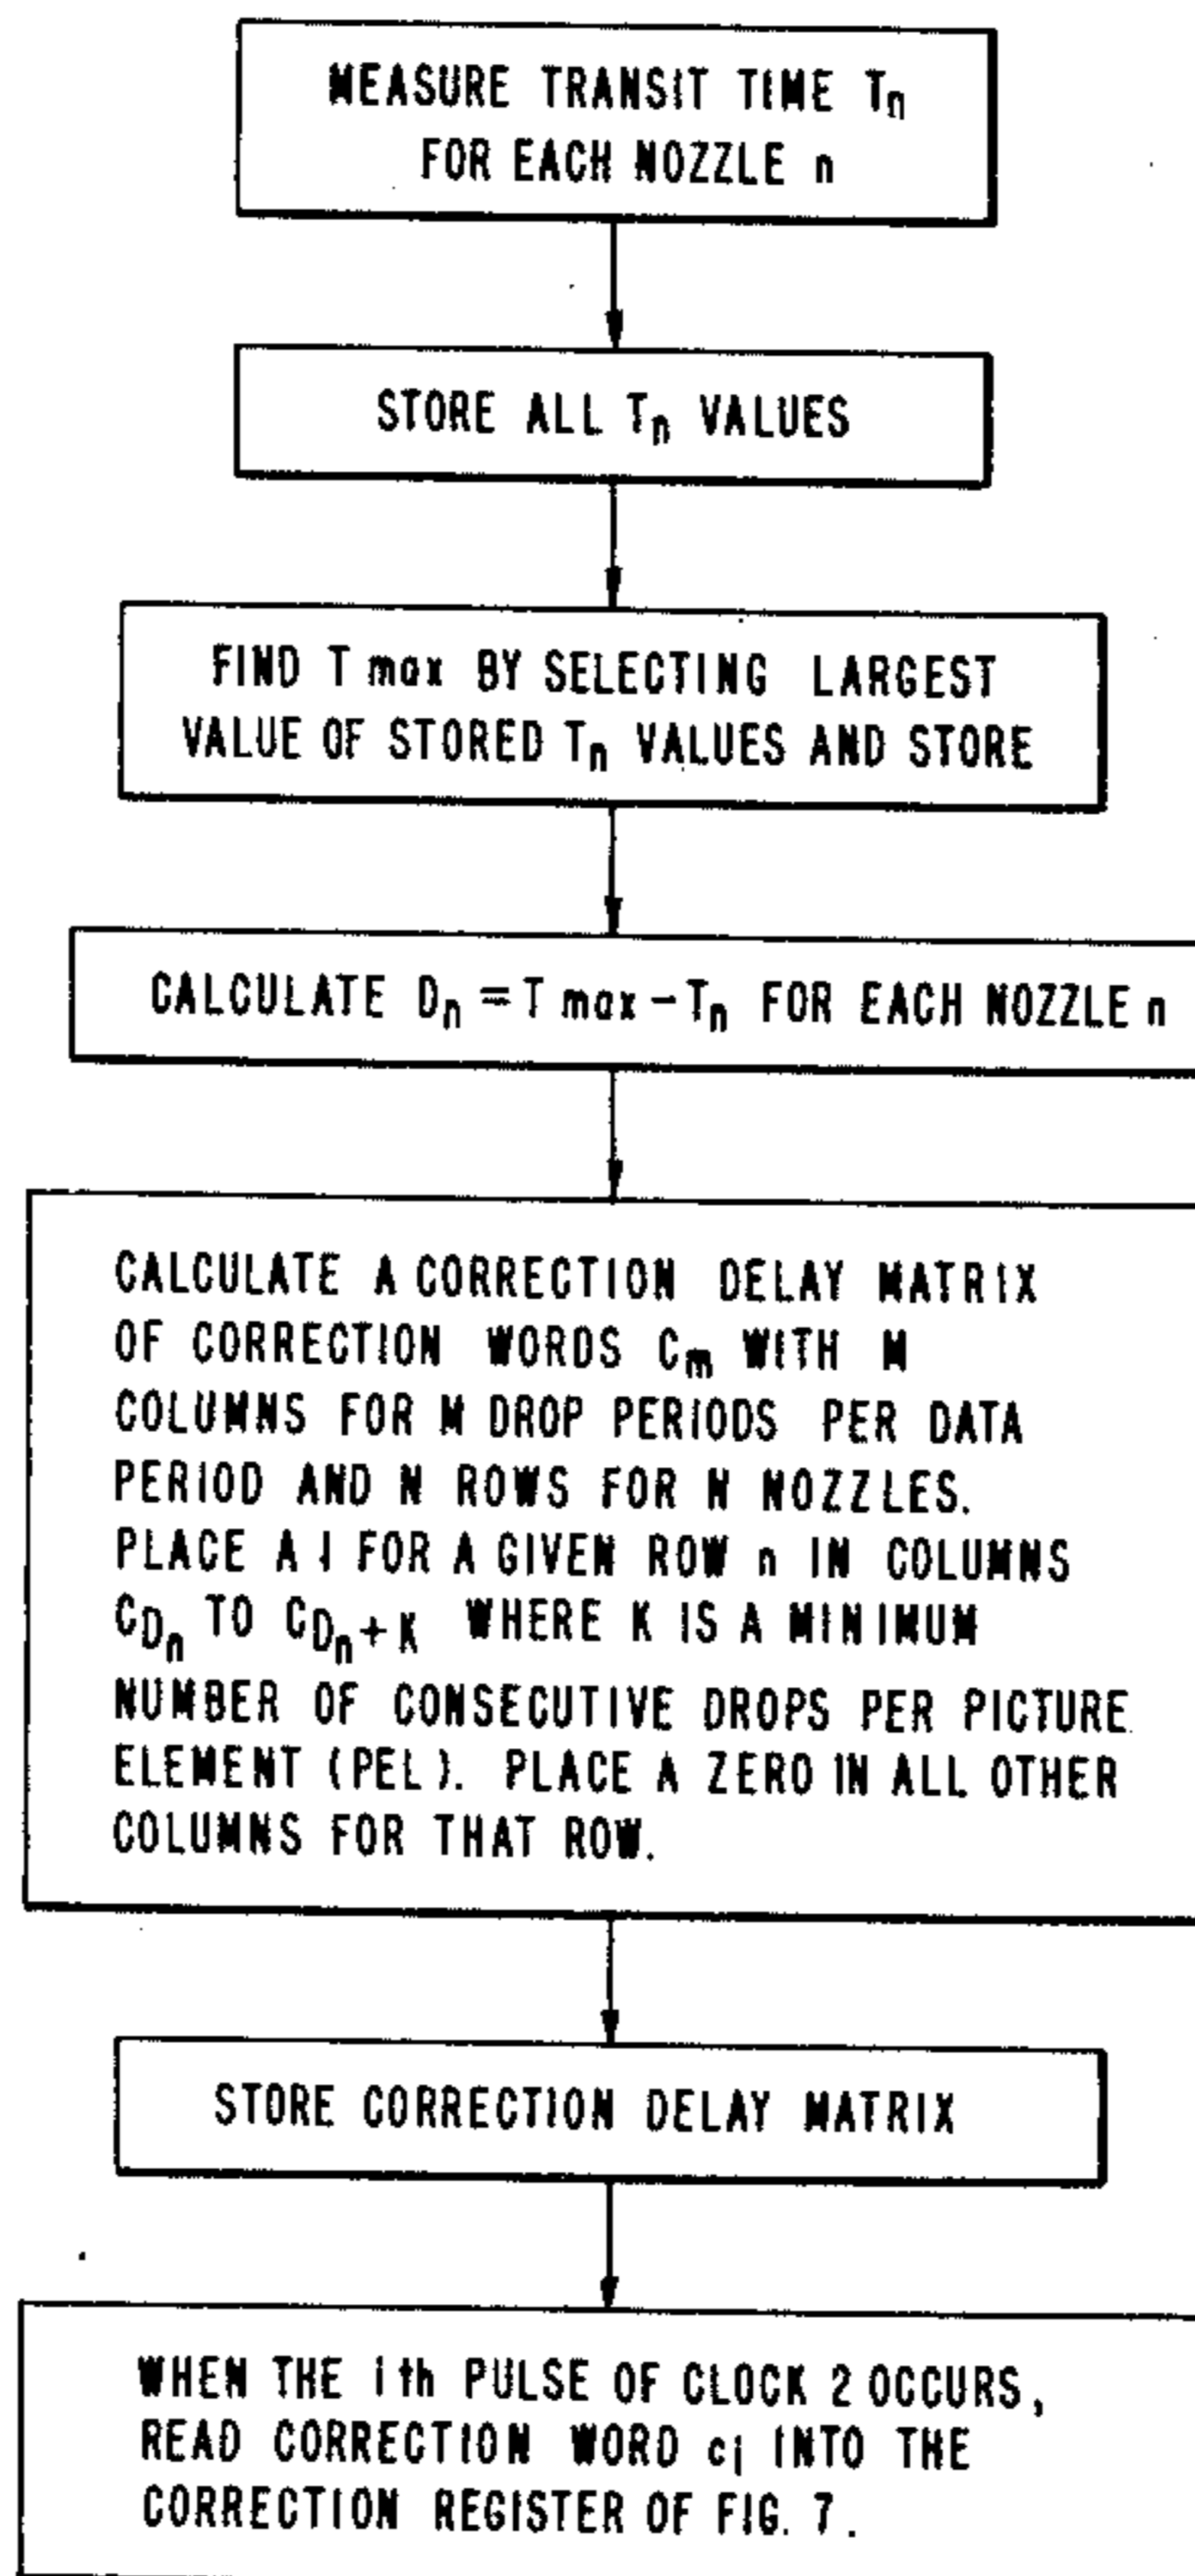 MEASURE TRANSIT TIME Tn
FOR EACH NOZZLE n
STORE ALL Tn VALUES
FIND T max BY SELECTING LARGEST
VALUE OF STORED Tn VALUES AND STORE
CALCULATE Dn = T max - Tn FOR EACH NOZZLE n
CALCULATE A CORRECTION DELAY MATRIX
OF CORRECTION WORDS Cm WITH M
COLUMNS FOR M DROP PERIODS PER DATA
PERIOD AND N ROWS FOR N NOZZLES.
PLACE A 1 FOR A GIVEN ROW n IN COLUMNS
CDn TO CDn+K WHERE K IS A MINIMUM
NUMBER OF CONSECUTIVE DROPS PER PICTURE
ELEMENT (PEL). PLACE A ZERO IN ALL OTHER
COLUMNS FOR THAT ROW.
STORE CORRECTION DELAY MATRIX
WHEN THE ith PULSE OF CLOCK 2 OCCURS,
READ CORRECTION WORD ci INTO THE
CORRECTION REGISTER OF FIG. 7.